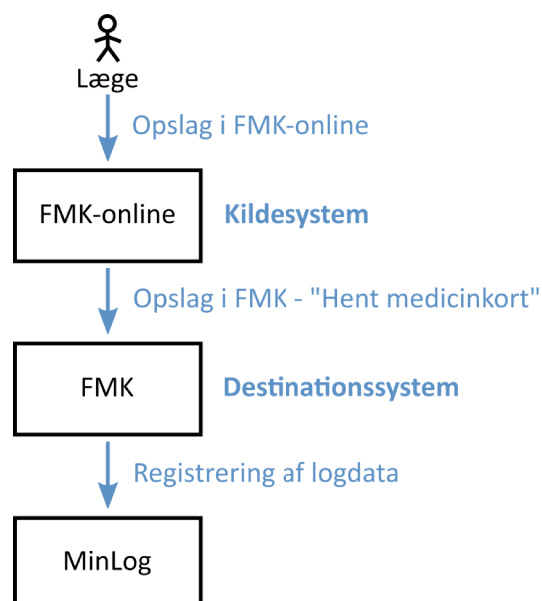 Læge
Opslag i FMK-online
FMK-online
Kildesystem
Opslag i FMK - "Hent medicinkort"
FMK
Destinationssystem
Registrering af logdata
MinLog